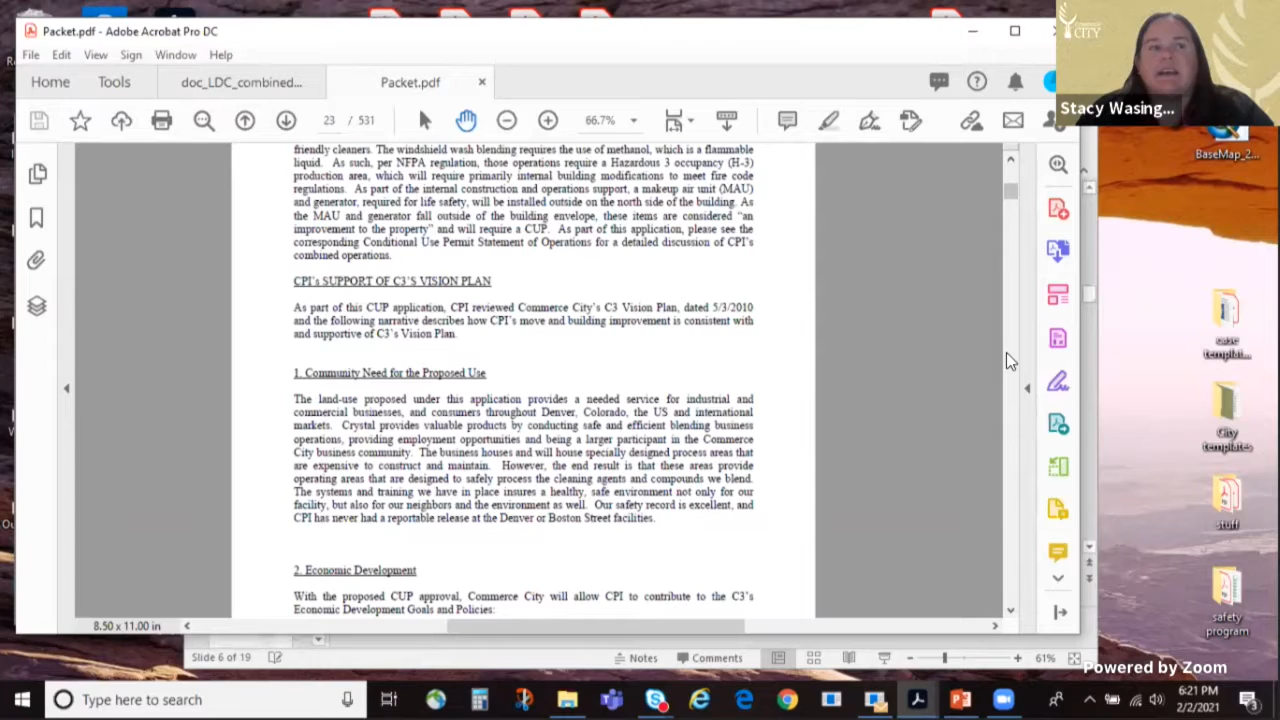 Packet.pdf - Adobe Acrobat Pro DC
File Edit View Sign Window Help
Home Tools doc_LDC_combined... Packet.pdf ×
23 / 531 66.7%
friendly cleaners. The windshield wash blending requires the use of methanol, which is a flammable
liquid. As such, per NFPA regulation, those operations require a Hazardous 3 occupancy (H-3)
production area, which will require primarily internal building modifications to meet fire code
regulations. As part of the internal construction and operations support, a makeup air unit (MAU)
and generator, required for life safety, will be installed outside on the north side of the building. As
the MAU and generator fall outside of the building envelope, these items are considered "an
improvement to the property" and will require a CUP. As part of this application, please see the
corresponding Conditional Use Permit Statement of Operations for a detailed discussion of CPI's
combined operations.
CPI's SUPPORT OF C3'S VISION PLAN
As part of this CUP application, CPI reviewed Commerce City's C3 Vision Plan, dated 5/3/2010
and the following narrative describes how CPI's move and building improvement is consistent with
and supportive of C3's Vision Plan.
1. Community Need for the Proposed Use
The land-use proposed under this application provides a needed service for industrial and
commercial businesses, and consumers throughout Denver, Colorado, the US and international
markets. Crystal provides valuable products by conducting safe and efficient blending business
operations, providing employment opportunities and being a larger participant in the Commerce
City business community. The business houses and will house specially designed process areas that
are expensive to construct and maintain. However, the end result is that these areas provide
operating areas that are designed to safely process the cleaning agents and compounds we blend.
The systems and training we have in place insures a healthy, safe environment not only for our
facility, but also for our neighbors and the environment as well. Our safety record is excellent, and
CPI has never had a reportable release at the Denver or Boston Street facilities.
2. Economic Development
With the proposed CUP approval, Commerce City will allow CPI to contribute to the C3's
Economic Development Goals and Policies:
8.50 x 11.00 in
Slide 6 of 19 Notes Comments 61%
CITY
Stacy Wasing...
BaseMap_2...
case
templat...
City
templates
stuff
safety
program
Powered by Zoom
Type here to search
6:21 PM
2/2/2021
3